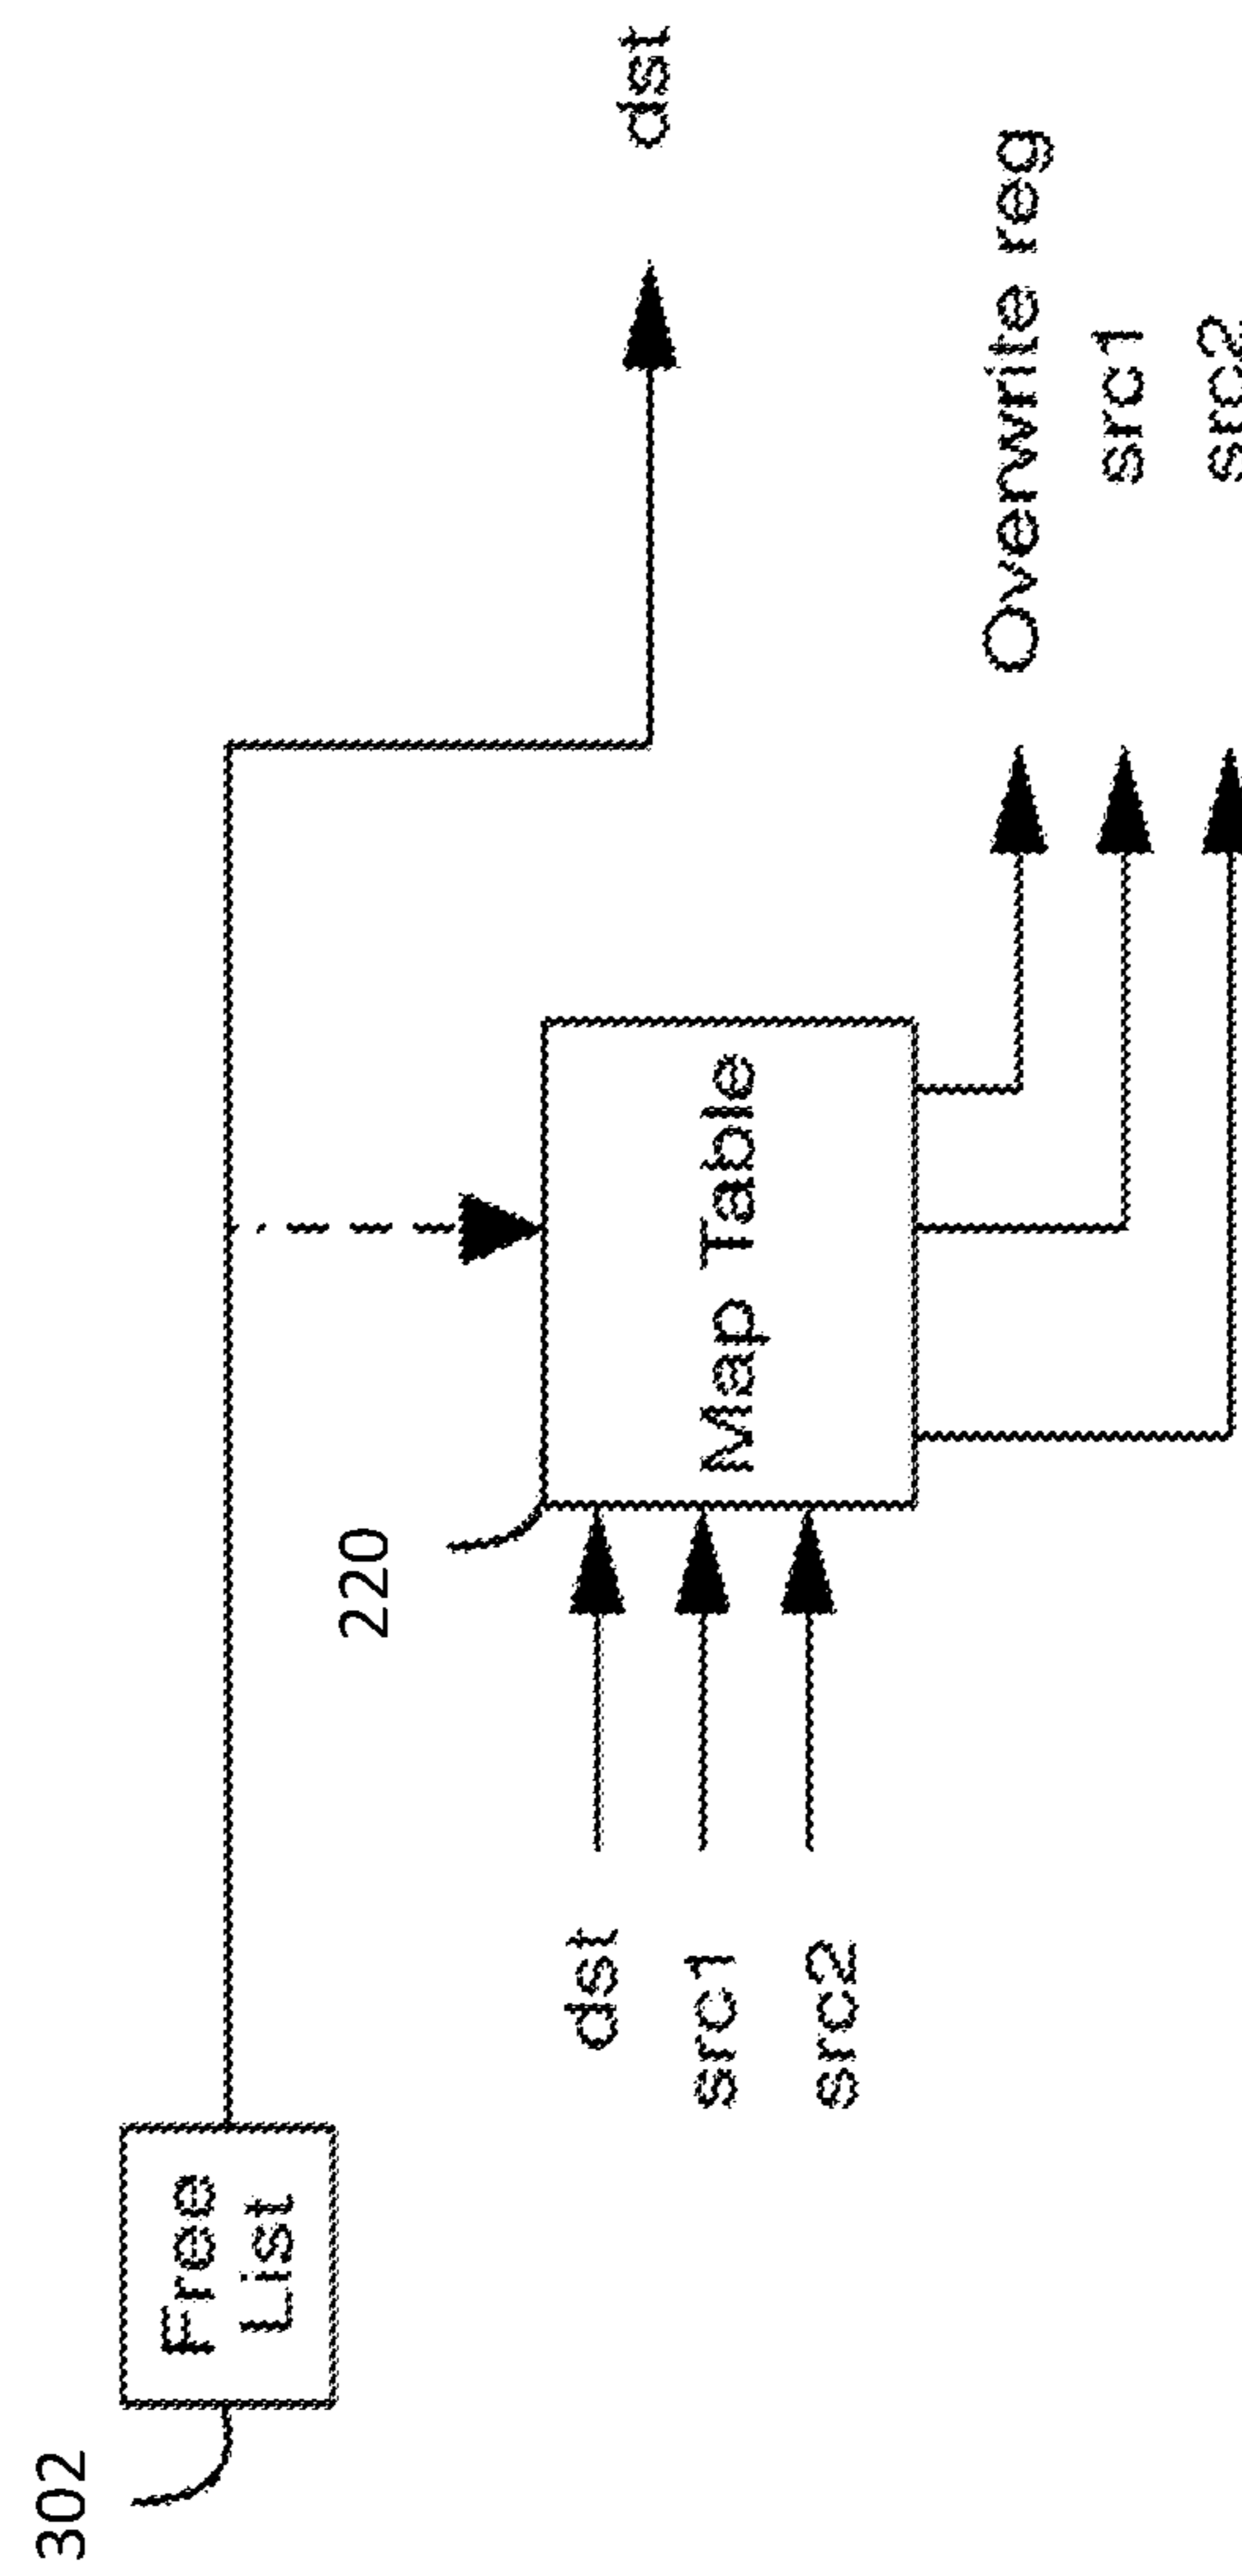 302
Free
List
220
dst
src1
src2
Map Table
dst
Overwrite reg
src1
src2